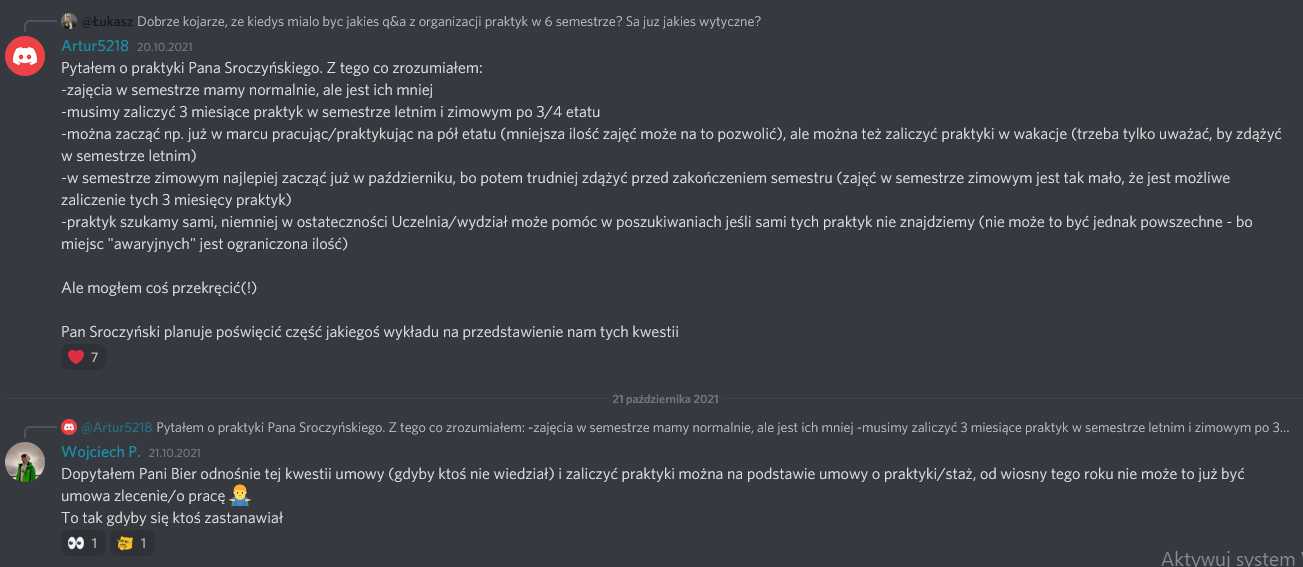 @Łukasz Dobrze kojarze, ze kiedys mialo byc jakies q&a z organizacji praktyk w 6 semestrze? Sa juz jakies wytyczne?
Artur5218 20.10.2021
Pytałem o praktyki Pana Sroczyńskiego. Z tego co zrozumiałem:
-zajęcia w semestrze mamy normalnie, ale jest ich mniej
-musimy zaliczyć 3 miesiące praktyk w semestrze letnim i zimowym po 3/4 etatu
-można zacząć np. już w marcu pracując/praktykując na pół etatu (mniejsza ilość zajęć może na to pozwolić), ale można też zaliczyć praktyki w wakacje (trzeba tylko uważać, by zdążyć
w semestrze letnim)
-w semestrze zimowym najlepiej zacząć już w październiku, bo potem trudniej zdążyć przed zakończeniem semestru (zajęć w semestrze zimowym jest tak mało, że jest możliwe
zaliczenie tych 3 miesięcy praktyk)
-praktyk szukamy sami, niemniej w ostateczności Uczelnia/wydział może pomóc w poszukiwaniach jeśli sami tych praktyk nie znajdziemy (nie może to być jednak powszechne - bo
miejsc "awaryjnych" jest ograniczona ilość)
Ale mogłem coś przekręcić(!)
Pan Sroczyński planuje poświęcić część jakiegoś wykładu na przedstawienie nam tych kwestii
7
21 października 2021
@Artur5218 Pytałem o praktyki Pana Sroczyńskiego. Z tego co zrozumiałem: -zajęcia w semestrze mamy normalnie, ale jest ich mniej -musimy zaliczyć 3 miesiące praktyk w semestrze letnim i zimowym po 3...
Wojciech P. 21.10.2021
Dopytałem Pani Bier odnośnie tej kwestii umowy (gdyby ktoś nie wiedział) i zaliczyć praktyki można na podstawie umowy o praktyki/staż, od wiosny tego roku nie może to już być
umowa zlecenie/o pracę 🤷‍♂️
To tak gdyby się ktoś zastanawiał
1 1
Aktywuj system